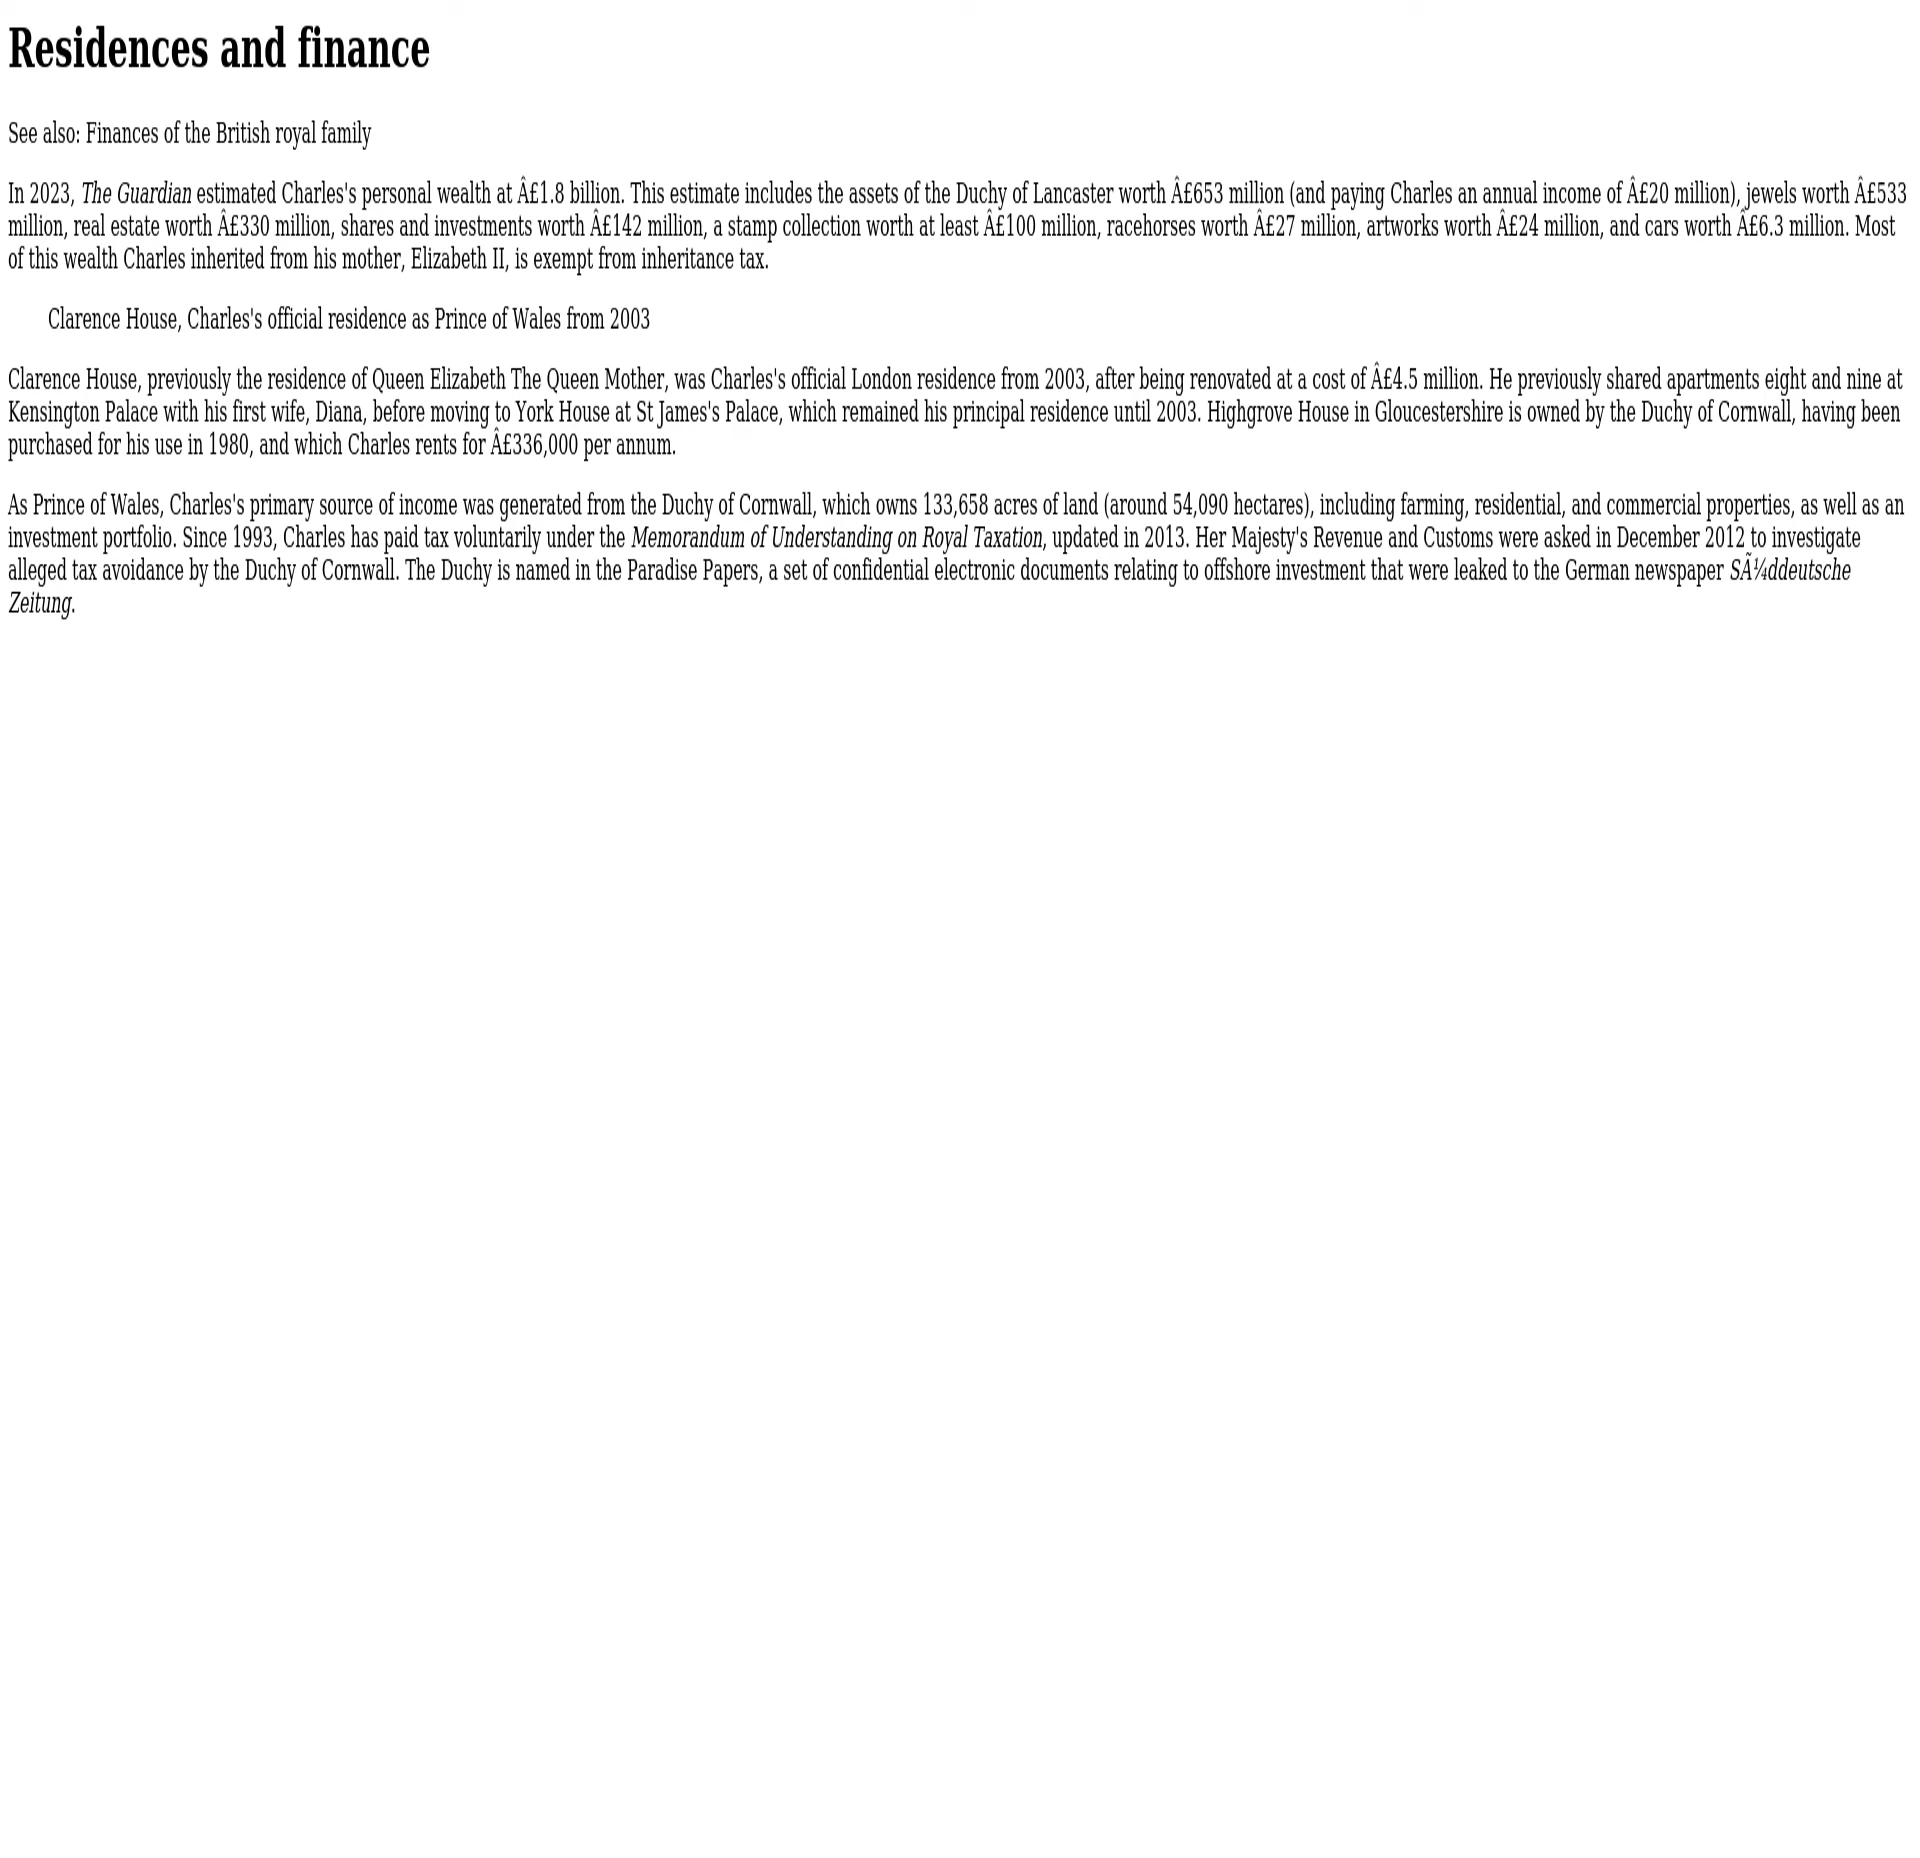 Residences and finance
See also: Finances of the British royal family
In 2023, The Guardian estimated Charles's personal wealth at Â£1.8 billion. This estimate includes the assets of the Duchy of Lancaster worth Â£653 million (and paying Charles an annual income of Â£20 million), jewels worth Â£533
million, real estate worth Â£330 million, shares and investments worth Â£142 million, a stamp collection worth at least Â£100 million, racehorses worth Â£27 million, artworks worth Â£24 million, and cars worth Â£6.3 million. Most
of this wealth Charles inherited from his mother, Elizabeth II, is exempt from inheritance tax.
Clarence House, Charles's official residence as Prince of Wales from 2003
Clarence House, previously the residence of Queen Elizabeth The Queen Mother, was Charles's official London residence from 2003, after being renovated at a cost of Â£4.5 million. He previously shared apartments eight and nine at
Kensington Palace with his first wife, Diana, before moving to York House at St James's Palace, which remained his principal residence until 2003. Highgrove House in Gloucestershire is owned by the Duchy of Cornwall, having been
purchased for his use in 1980, and which Charles rents for Â£336,000 per annum.
As Prince of Wales, Charles's primary source of income was generated from the Duchy of Cornwall, which owns 133,658 acres of land (around 54,090 hectares), including farming, residential, and commercial properties, as well as an
investment portfolio. Since 1993, Charles has paid tax voluntarily under the Memorandum of Understanding on Royal Taxation, updated in 2013. Her Majesty's Revenue and Customs were asked in December 2012 to investigate
alleged tax avoidance by the Duchy of Cornwall. The Duchy is named in the Paradise Papers, a set of confidential electronic documents relating to offshore investment that were leaked to the German newspaper SÃ¼ddeutsche
Zeitung.